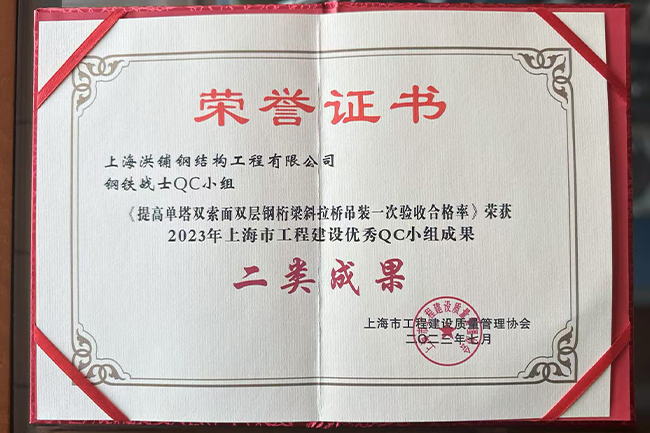 荣誉证书
上海洪铺钢结构工程有限公司
钢铁战士QC小组
《提高单塔双索面双层钢桁梁斜拉桥吊装一次验收合格率》荣获
2023年上海市工程建设优秀QC小组成果
二类成果
上海市工程建设质量管理协会
二〇二三年七月